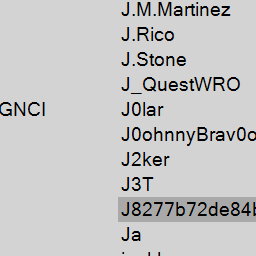 J.M.Martinez
J.Rico
J.Stone
J_QuestWRO
GNCI J0lar
J0ohnnyBrav0o
J2ker
J3T
J8277b72de84b
Ja